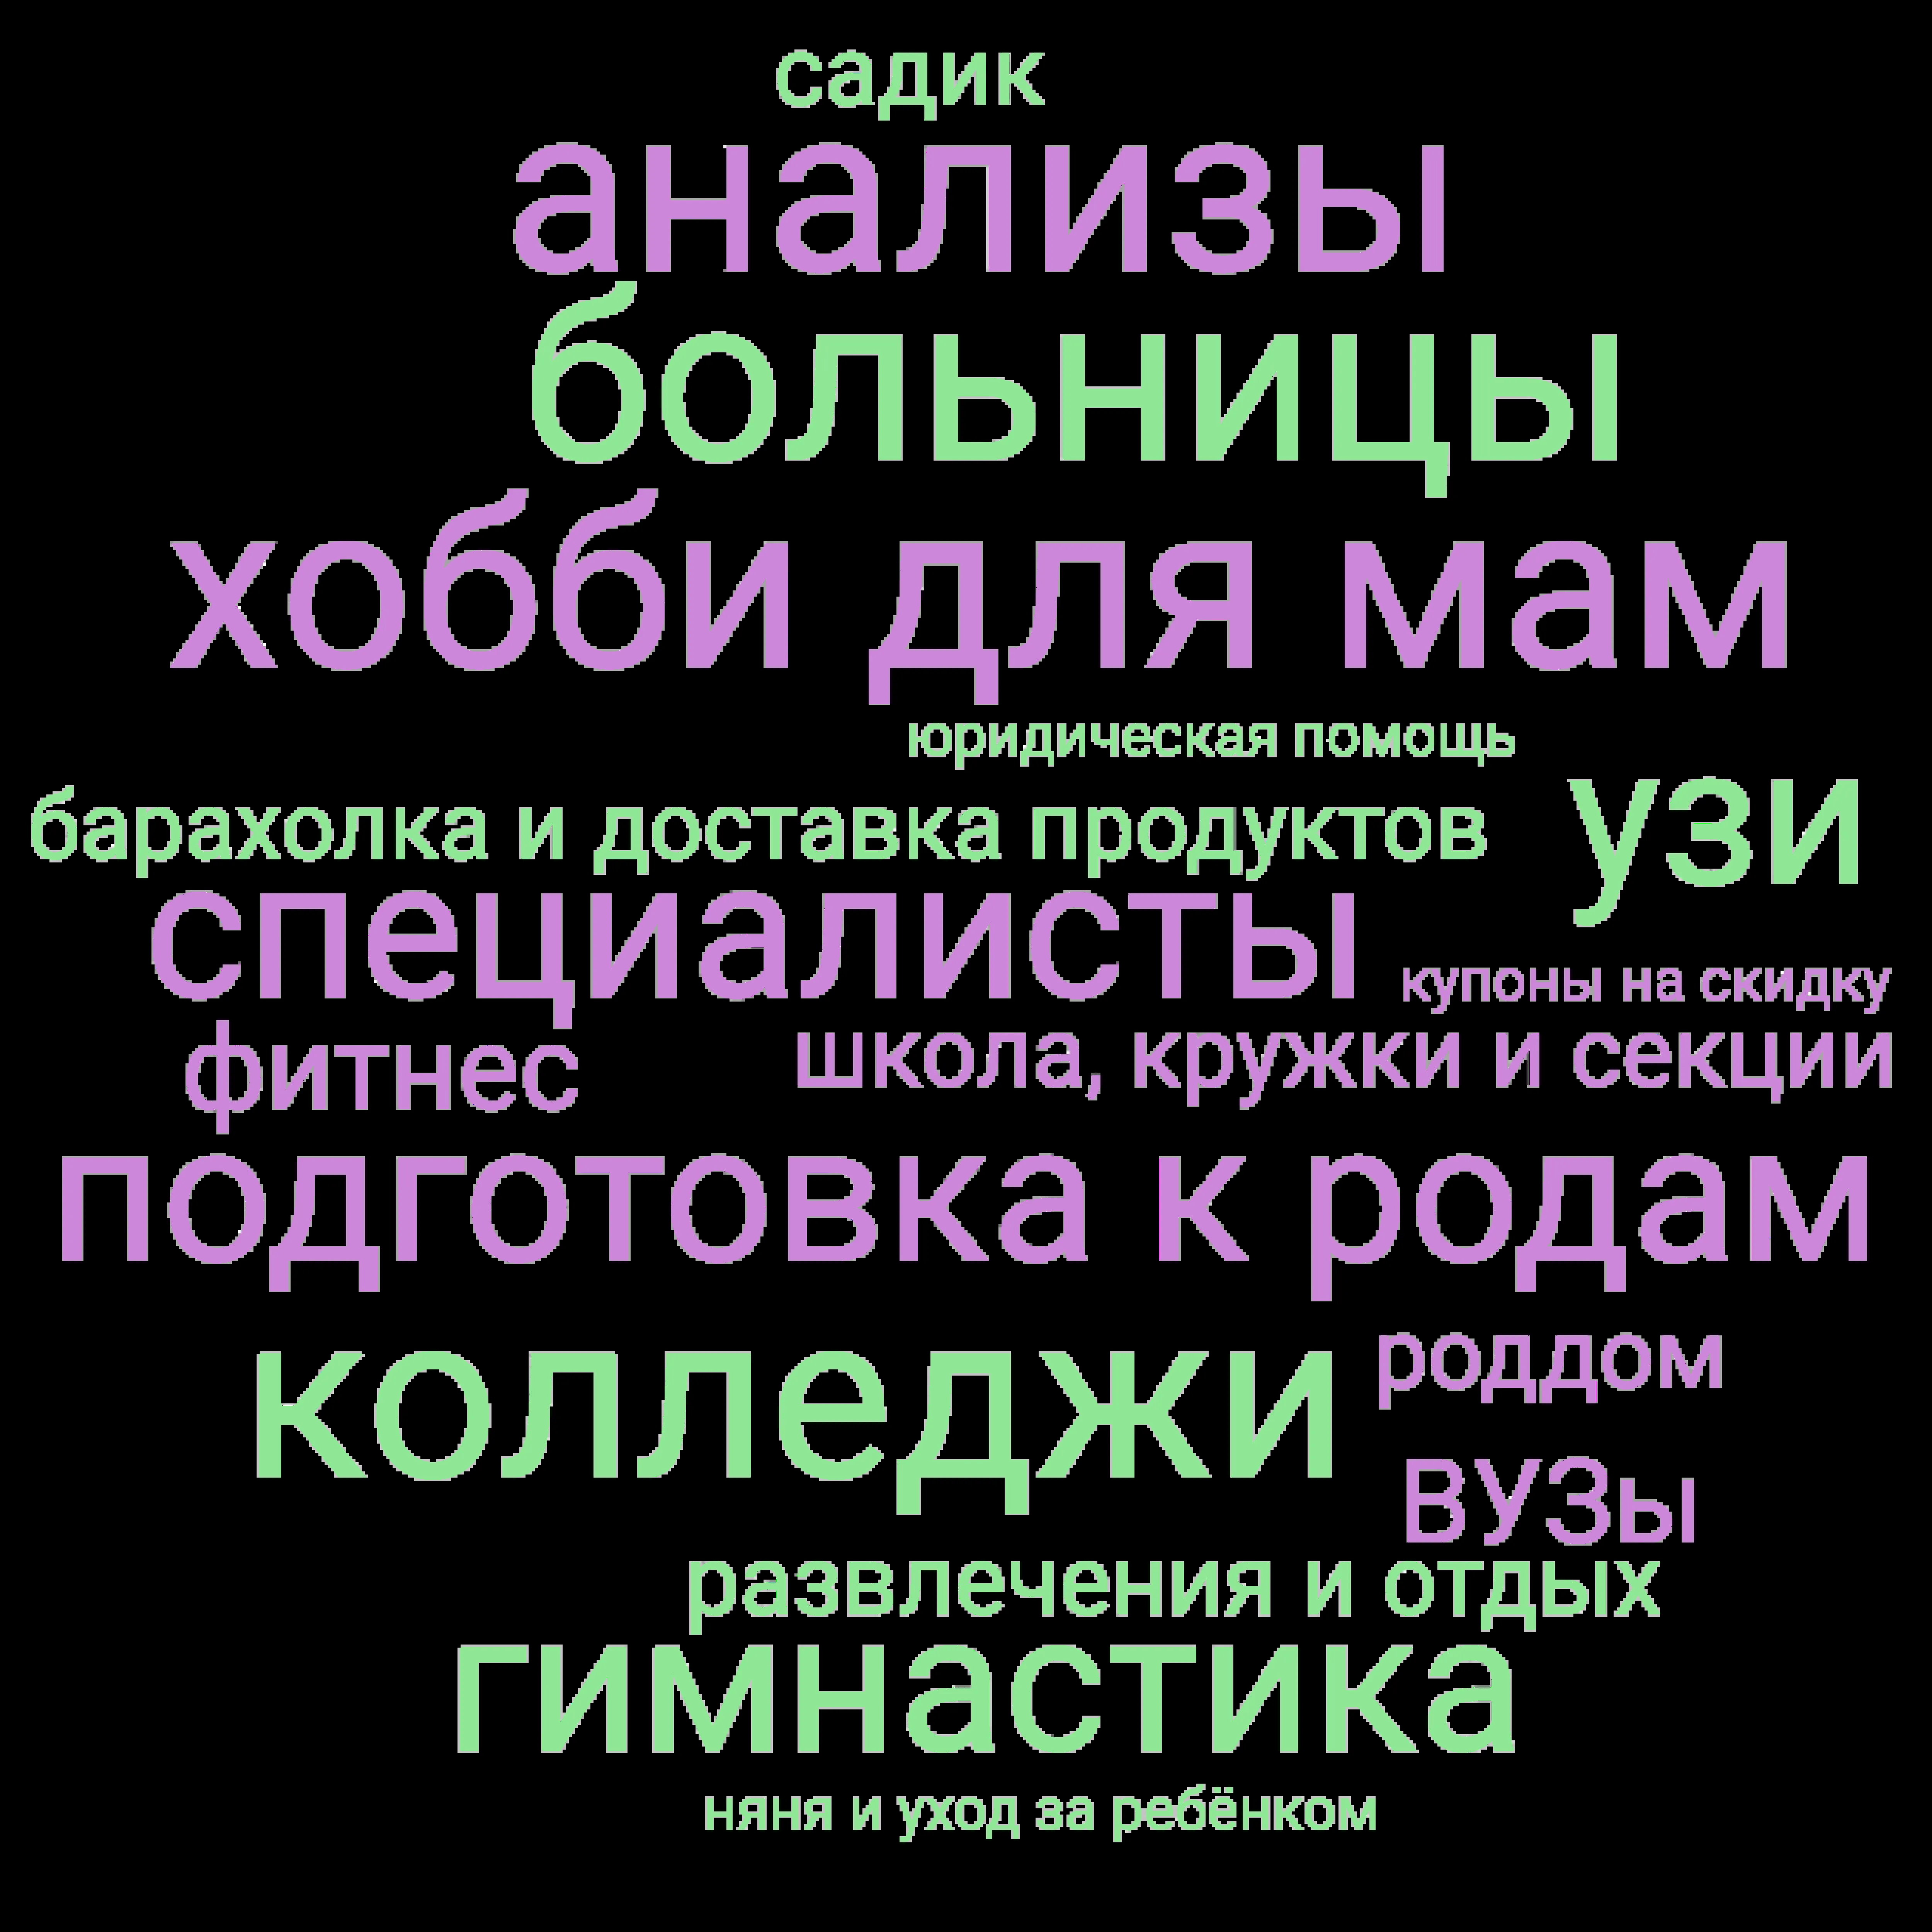 садик
анализы
больницы
хобби для мам
юридическая помощь
барахолка и доставка продуктов
узи
специалисты
купоны на скидку
фитнес
школа, кружки и секции
подготовка к родам
колледжи
роддом
ВУЗы
развлечения и отдых
гимнастика
няня и уход за ребёнком